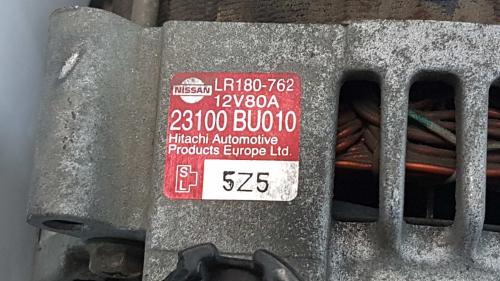 NISSAN LR180-762
12V80A
23100 BU010
Hitachi Automotive
Products Europe Ltd.
S
L
5Z5